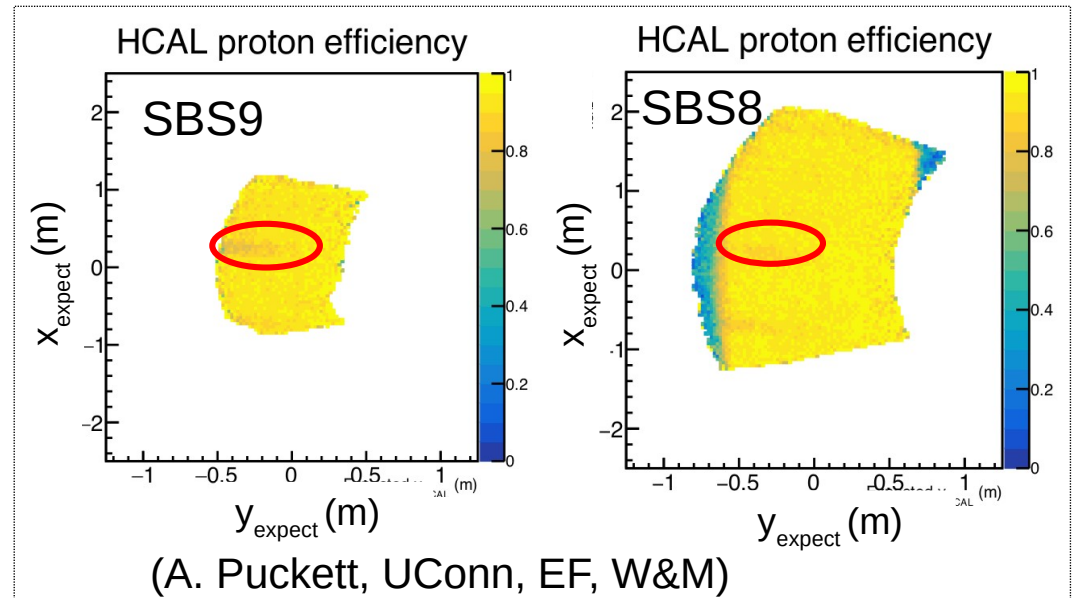 HCAL proton efficiency
SBS9
2
1
0
−1
−2
−1
−0.5
0
0.5
1
(m)
CAL
x_expect (m)
y_expect (m)
1
0.8
0.6
0.4
0.2
0
HCAL proton efficiency
SBS8
2
1
0
-1
−2
−1
−0.5
0
0.5
1
(m)
CAL
x_expect (m)
y_expect (m)
1
0.8
0.6
0.4
0.2
0
(A. Puckett, UConn, EF, W&M)